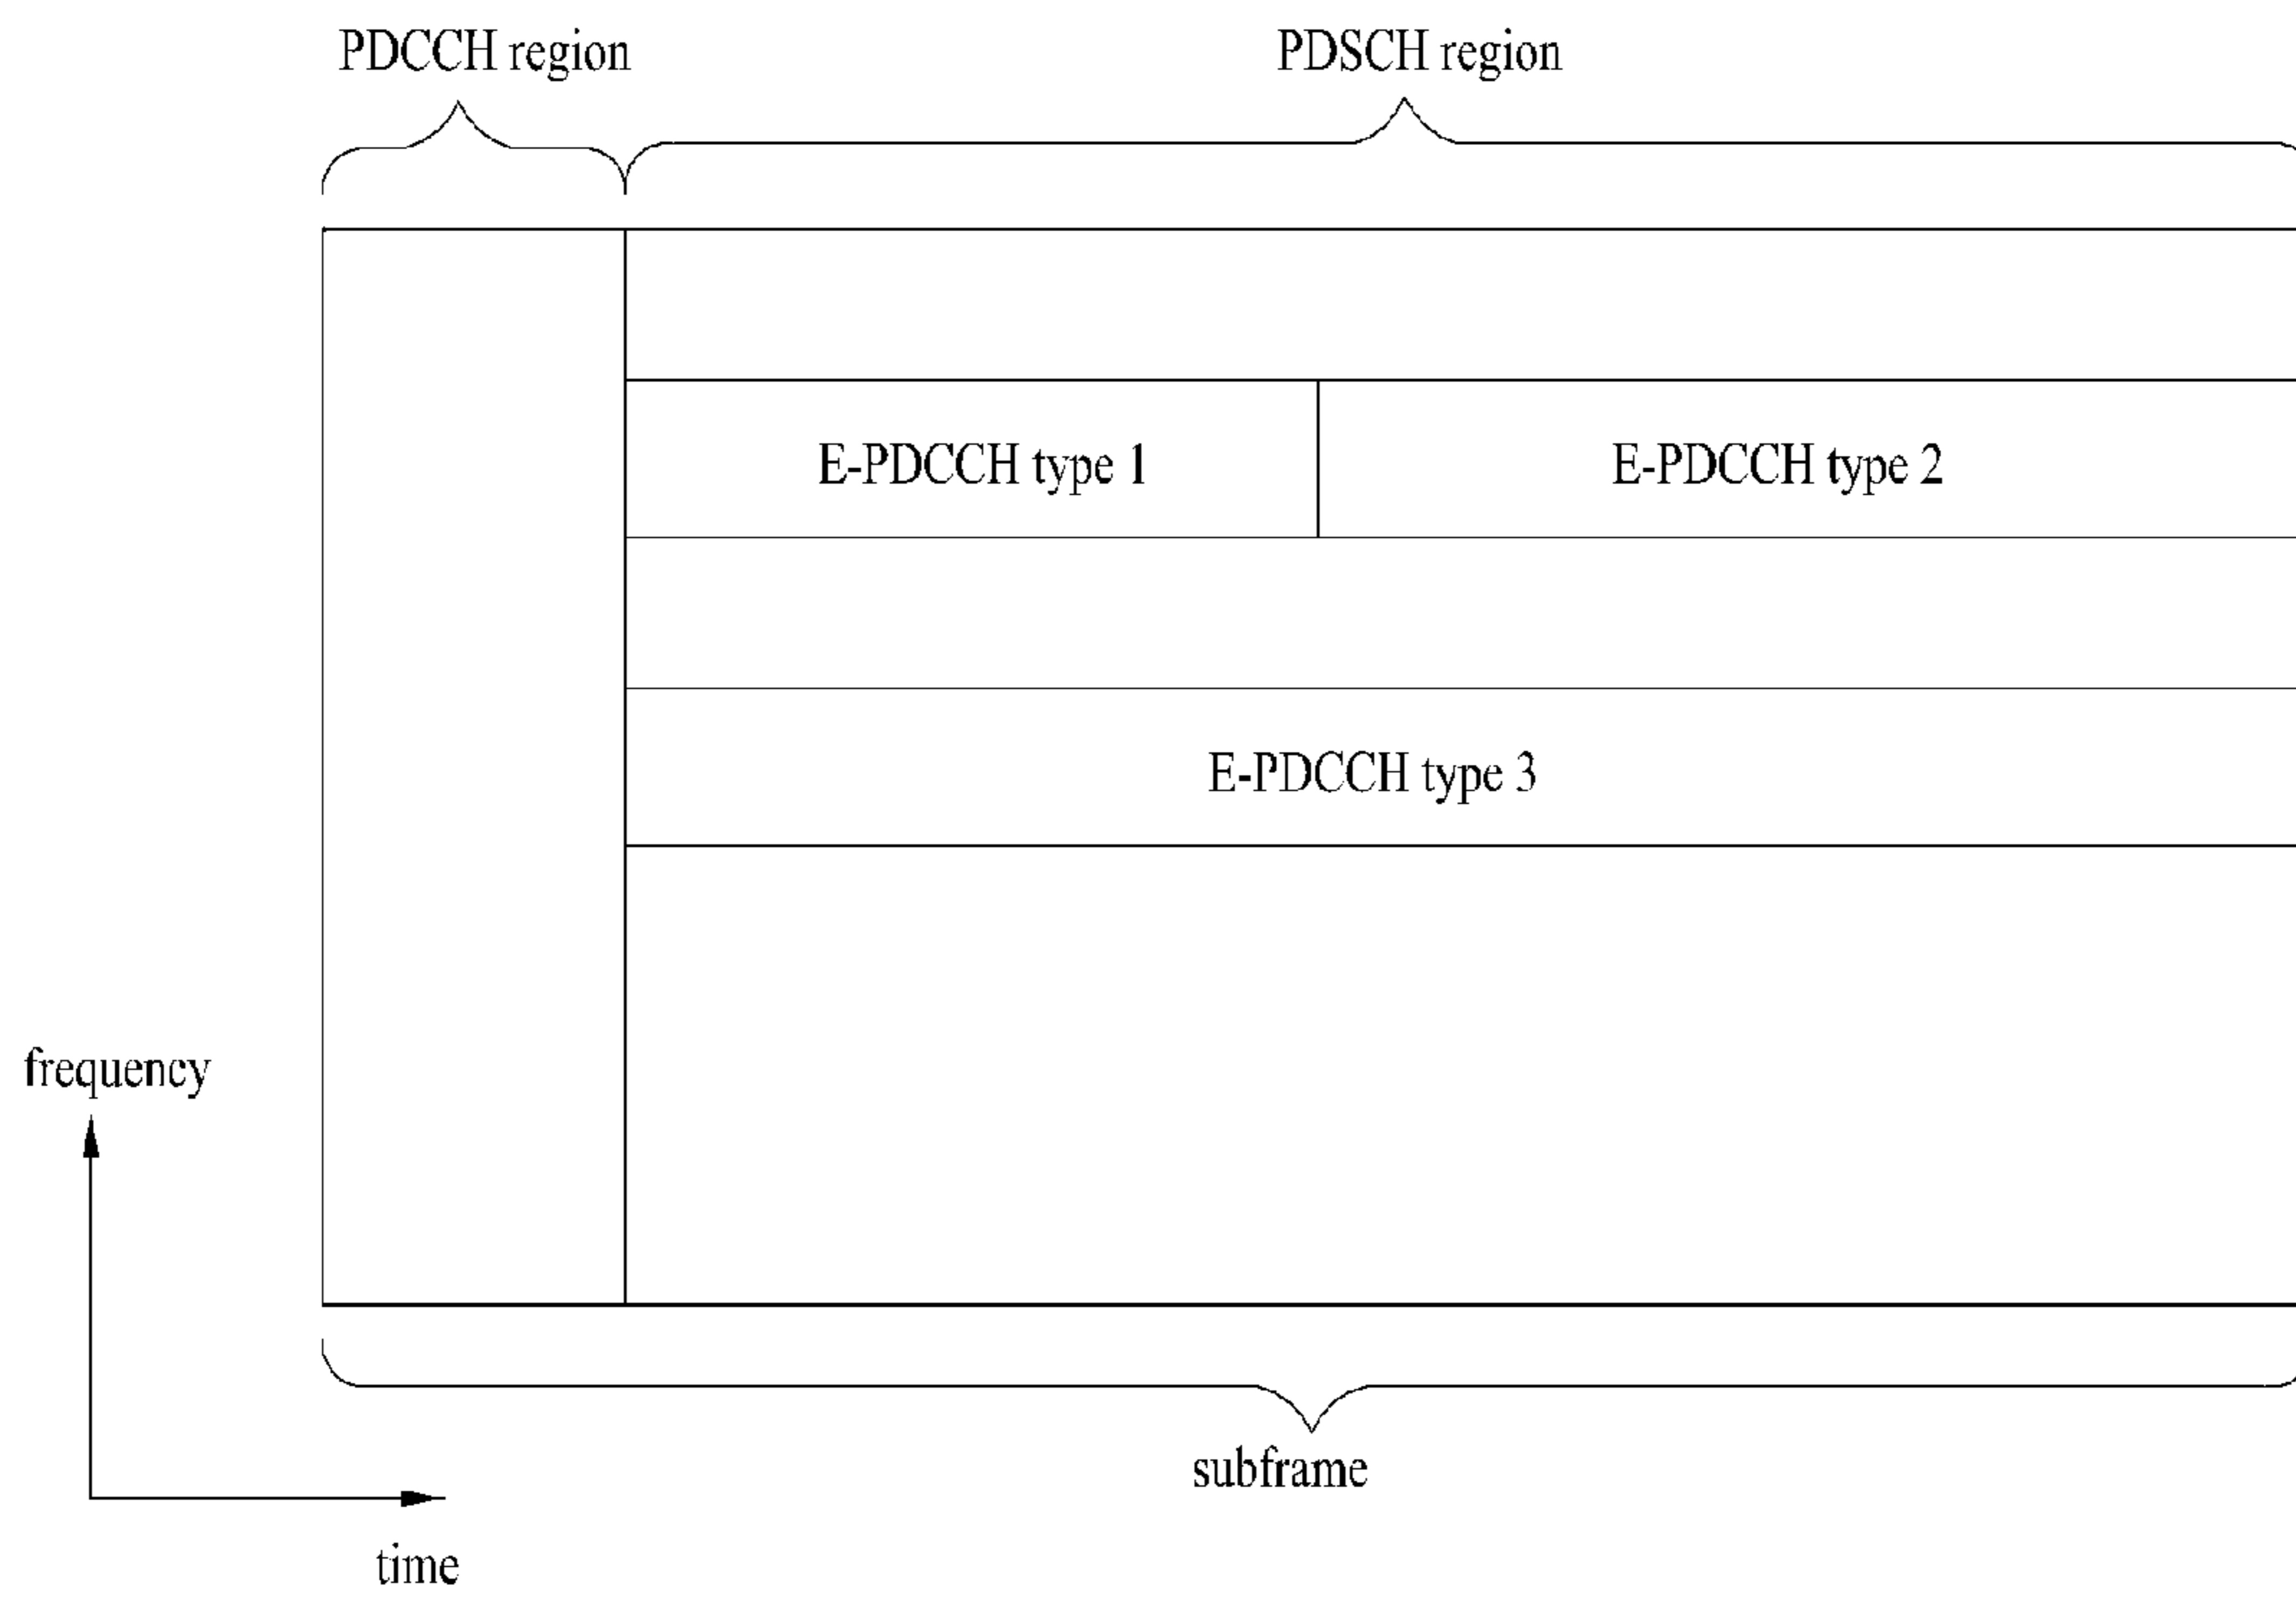 PDCCH region
PDSCH region
E-PDCCH type 1
E-PDCCH type 2
E-PDCCH type 3
frequency
subframe
time